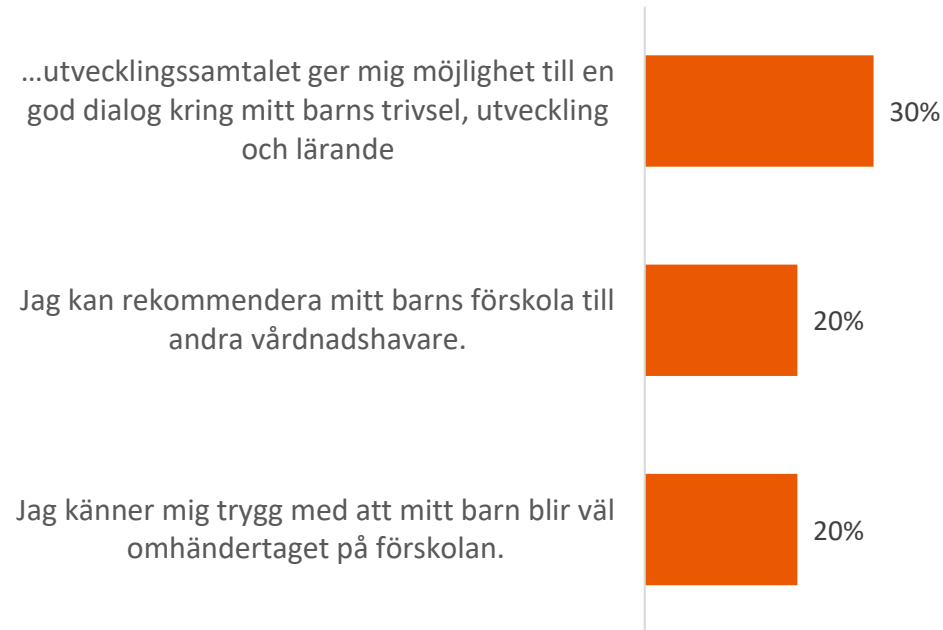 …utvecklingssamtalet ger mig möjlighet till en
god dialog kring mitt barns trivsel, utveckling
och lärande
30%
Jag kan rekommendera mitt barns förskola till
andra vårdnadshavare.
20%
Jag känner mig trygg med att mitt barn blir väl
omhändertaget på förskolan.
20%